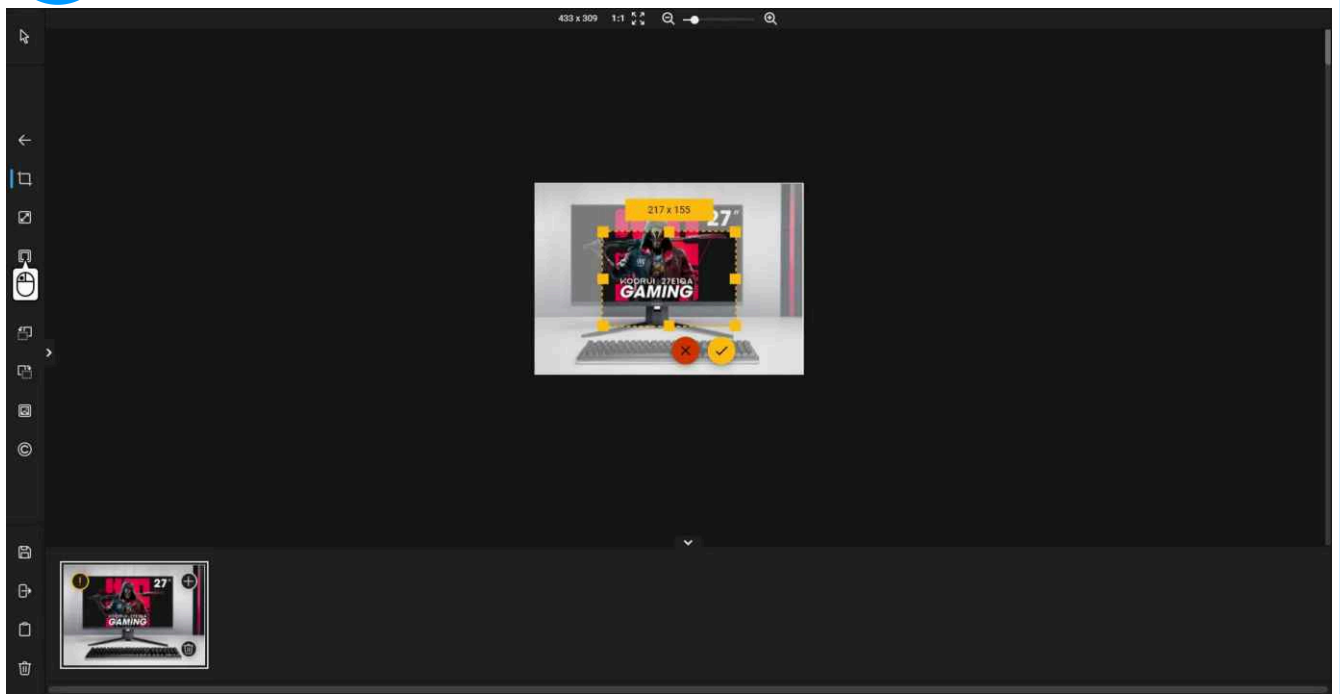 433 x 309 1:1
217 x 155
27"
KOORUI 27E1QA
GAMING
27"
GAMING